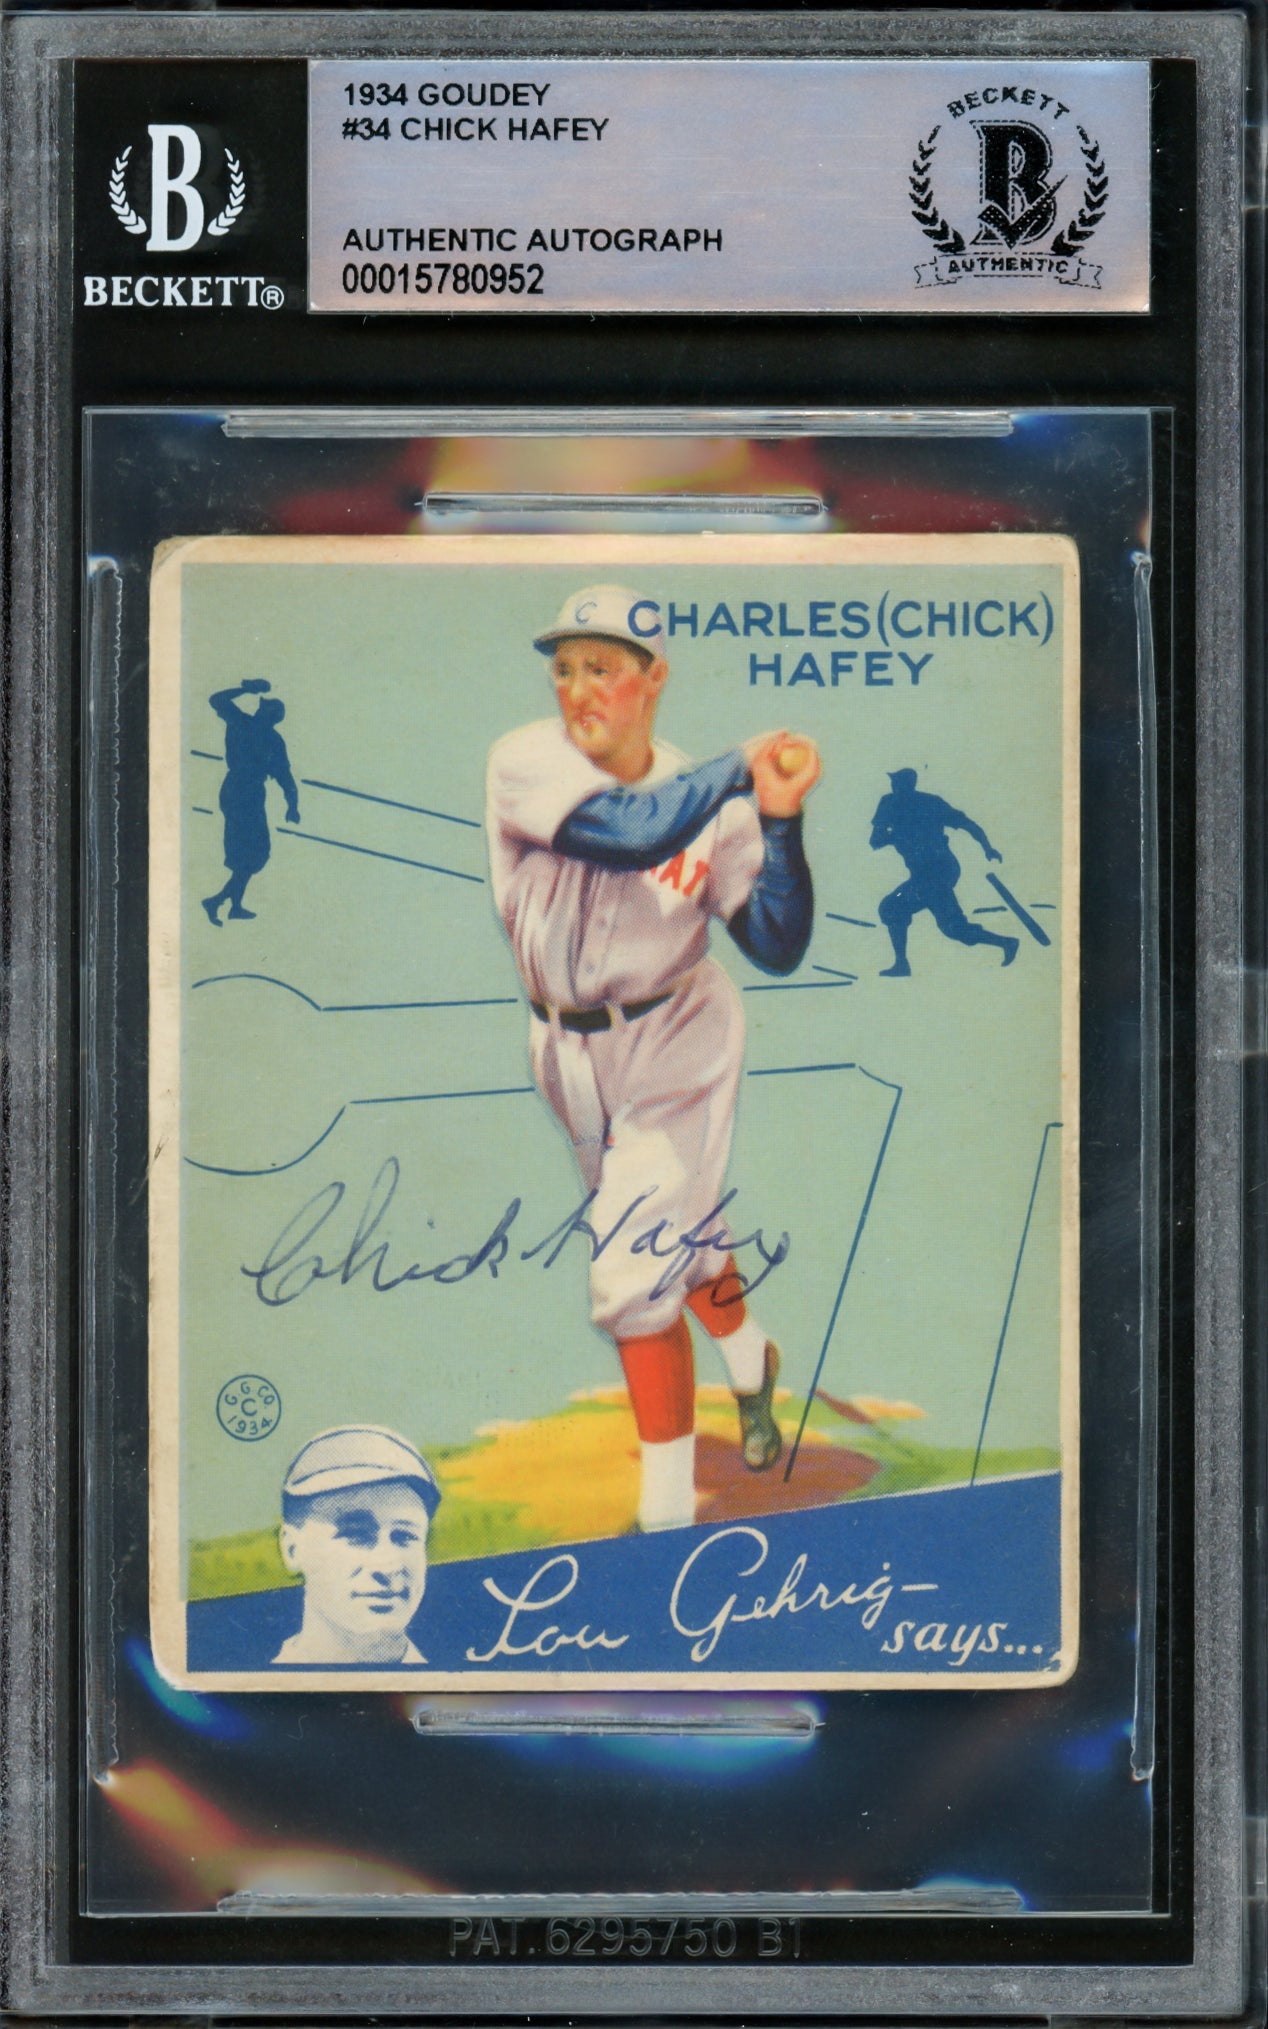 1934 GOUDEY
#34 CHICK HAFEY
AUTHENTIC AUTOGRAPH
00015780952
B
BECKETT®
BECKETT
B
AUTHENTIC
C
CHARLES (CHICK)
HAFEY
NAT
Chick Hafey
G.G.CO.
C
1934
Lou Gehrig-
says...
PAT. 6295750 B1